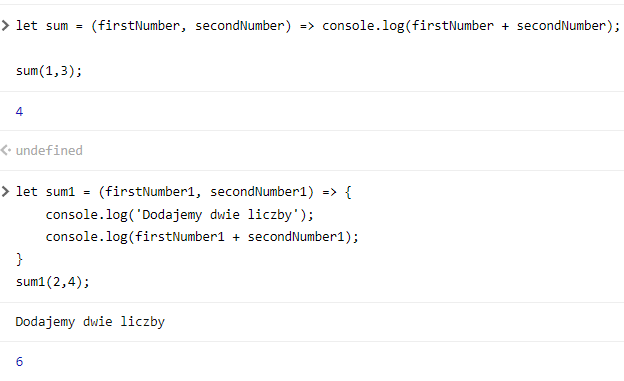 > let sum = (firstNumber, secondNumber) => console.log(firstNumber + secondNumber);
sum(1,3);
4
undefined
> let sum1 = (firstNumber1, secondNumber1) => {
    console.log('Dodajemy dwie liczby');
    console.log(firstNumber1 + secondNumber1);
}
sum1(2,4);
Dodajemy dwie liczby
6